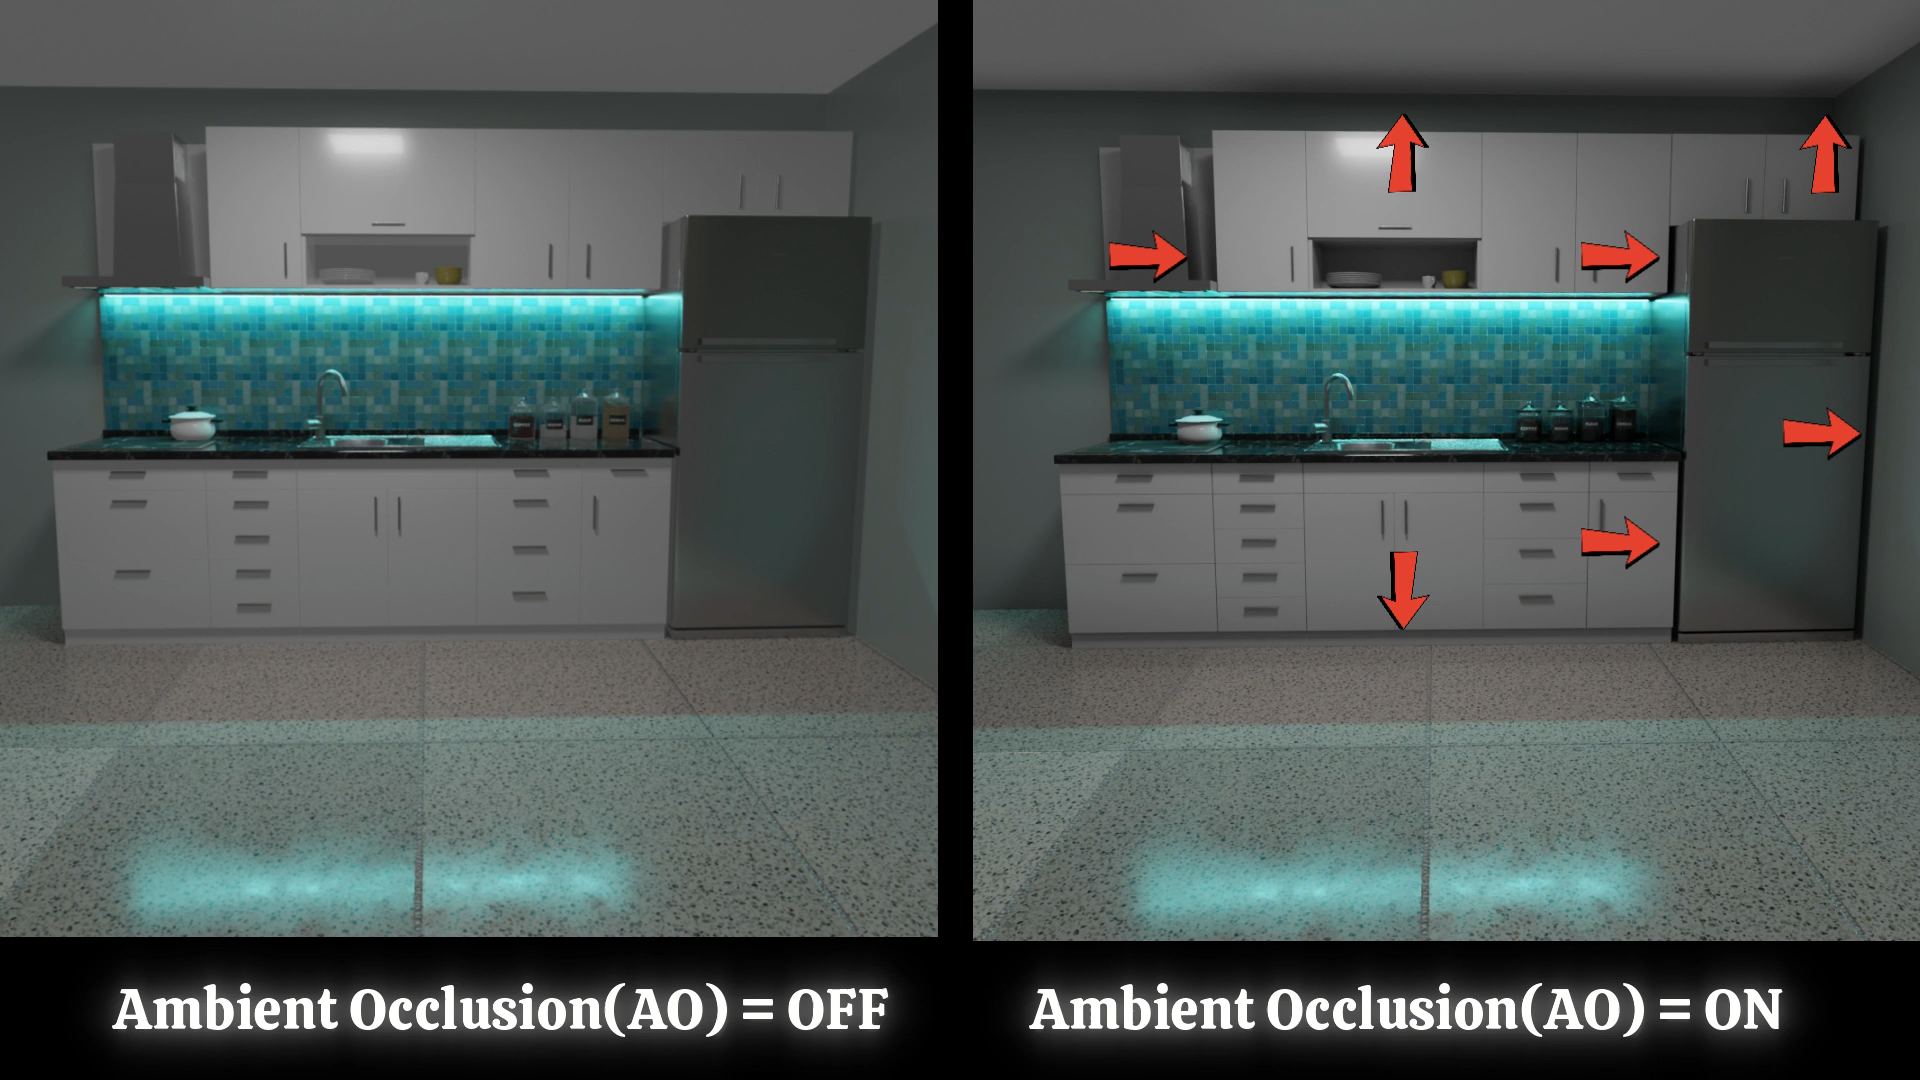 Ambient Occlusion(AO) = OFF
Ambient Occlusion(AO) = ON